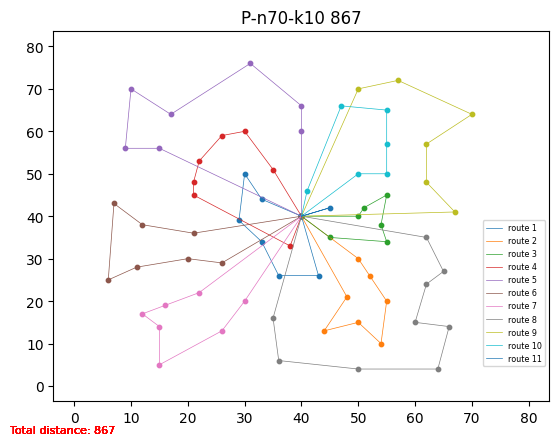 P-n70-k10 867
80
70
60
50
40
30
20
10
0
route 1
route 2
route 3
route 4
route 5
route 6
route 7
route 8
route 9
route 10
route 11
0 10 20 30 40 50 60 70 80
Total distance: 867